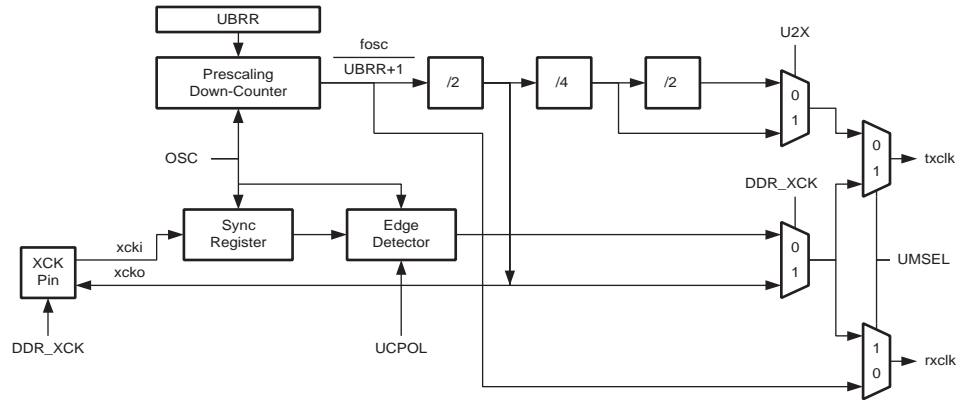 UBRR
U2X
fosc
Prescaling
Down-Counter
UBRR+1
/2
/4
/2
0
1
0
1
txclk
OSC
DDR_XCK
Sync
Register
Edge
Detector
xcki
XCK
Pin
xcko
0
1
UMSEL
DDR_XCK
UCPOL
1
0
rxclk